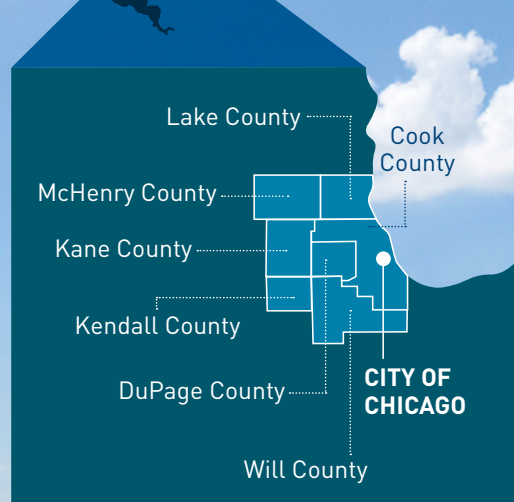 Lake County
Cook
County
McHenry County
Kane County
Kendall County
DuPage County
CITY OF
CHICAGO
Will County